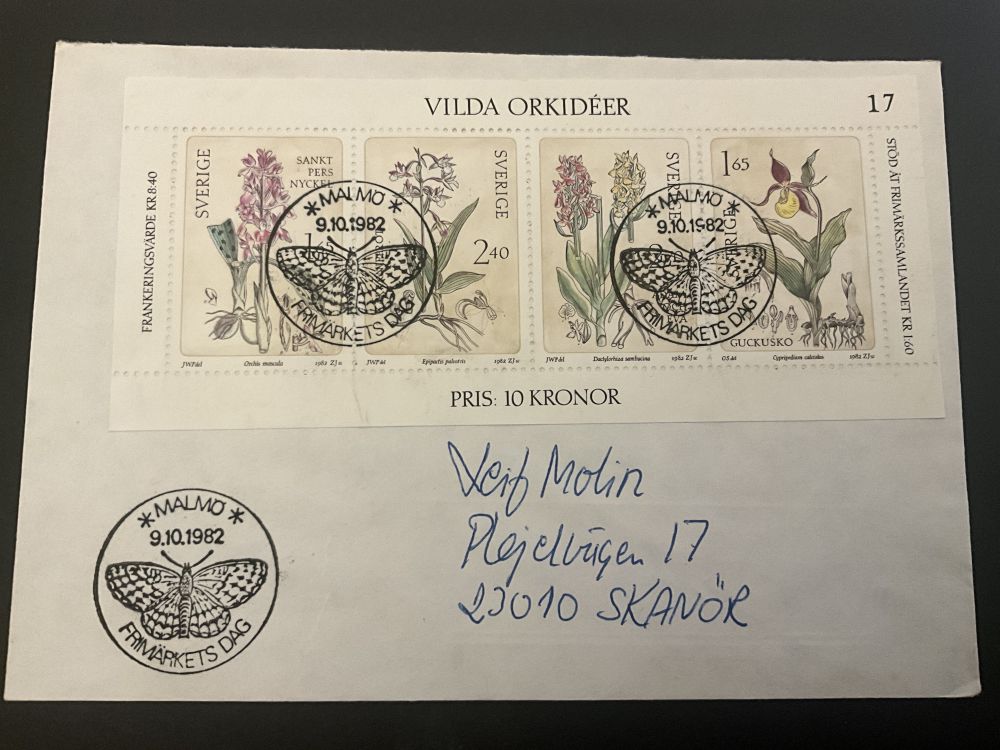 VILDA ORKIDÉER
17
FRANKERINGSVÄRDE KR 8:40
SVERIGE
SANKT
PERS
NYCKEL
JWP del Orchis mascula 1982 ZJ sc
SVERIGE
2.40
JWP del Epipactis palustris 1982 ZJ sc
JWP del Dactylorhiza sambucina 1982 ZJ sc
1.65
GUCKUSKO
OS del Cypripedium calceolus 1982 ZJ sc
STÖD ÅT FRIMÄRKSSAMLANDET KR 1:60
* MALMÖ *
9.10.1982
FRIMÄRKETS DAG
* MALMÖ *
9.10.1982
FRIMÄRKETS DAG
PRIS: 10 KRONOR
Leif Molin
Plejelvägen 17
23010 SKANÖR
* MALMÖ *
9.10.1982
FRIMÄRKETS DAG